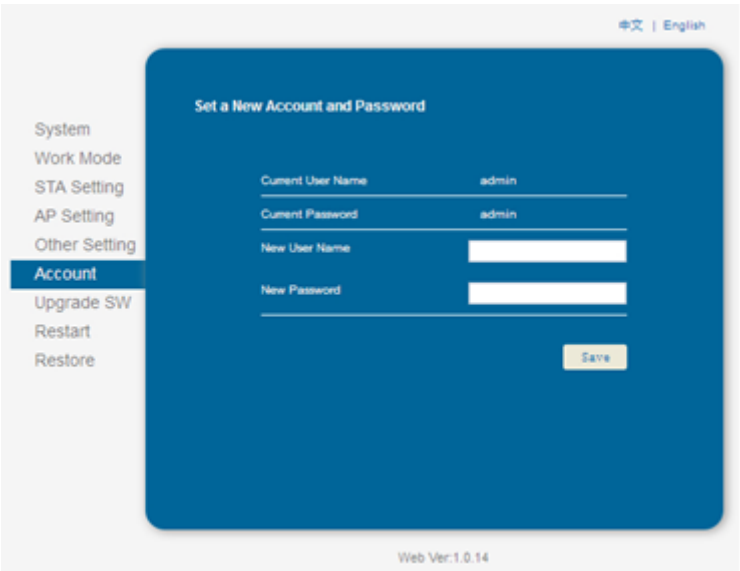 中文 | English
Set a New Account and Password
System
Work Mode
STA Setting
AP Setting
Other Setting
Account
Upgrade SW
Restart
Restore
Current User Name admin
Current Password admin
New User Name
New Password
Save
Web Ver:1.0.14